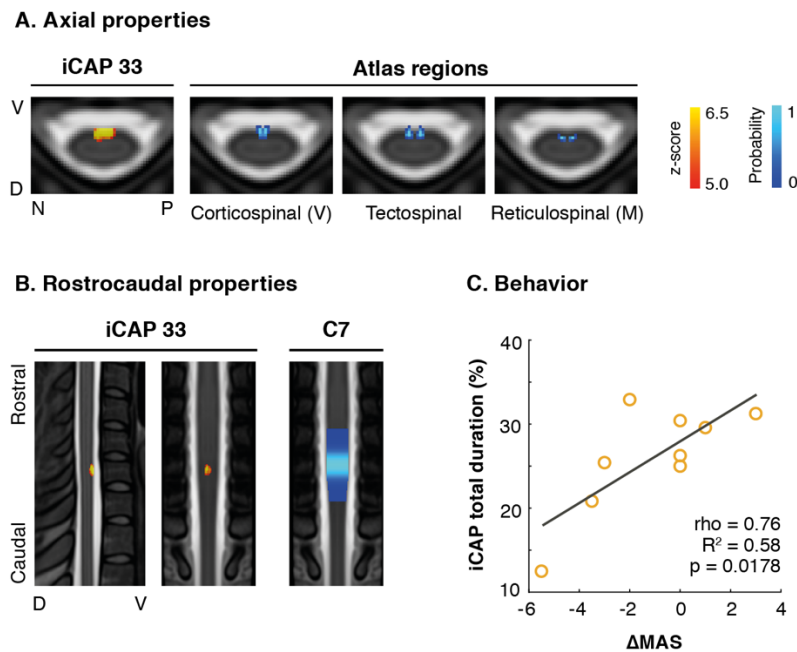 A. Axial properties
iCAP 33
Atlas regions
V
D
N
P
Corticospinal (V)
Tectospinal
Reticulospinal (M)
z-score
6.5
5.0
Probability
1
0
B. Rostrocaudal properties
iCAP 33
C7
Rostral
Caudal
D
V
C. Behavior
iCAP total duration (%)
40
30
20
10
rho = 0.76
R² = 0.58
p = 0.0178
-6
-4
-2
0
2
4
ΔMAS